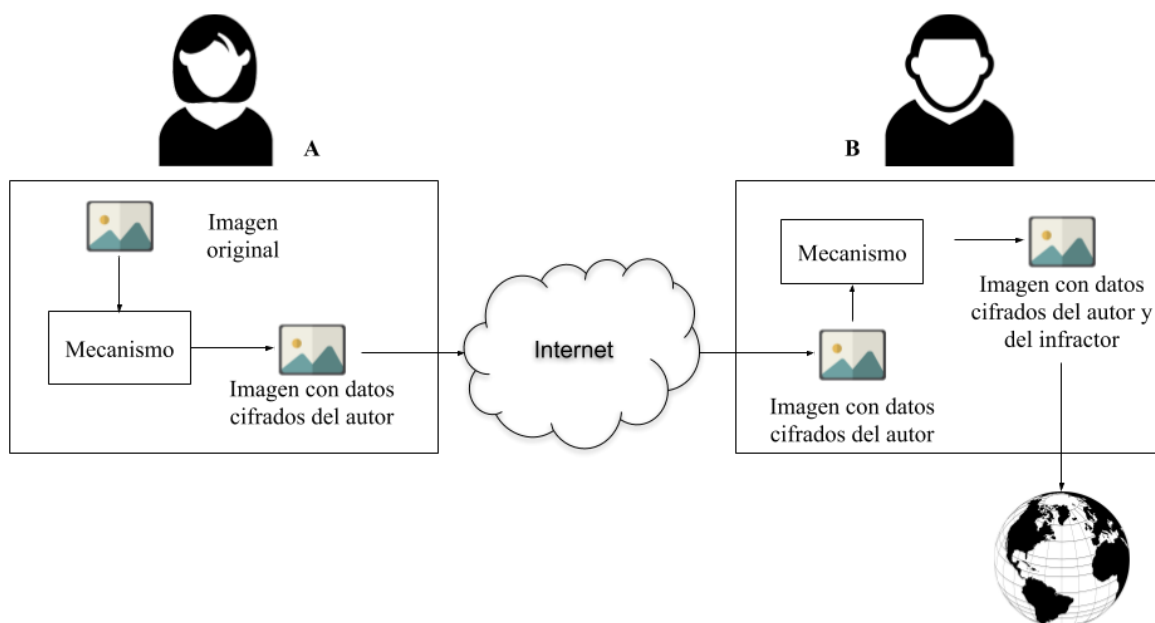 A
B
Imagen
original
Mecanismo
Imagen con datos
cifrados del autor
Internet
Imagen con datos
cifrados del autor
Mecanismo
Imagen con datos
cifrados del autor y
del infractor